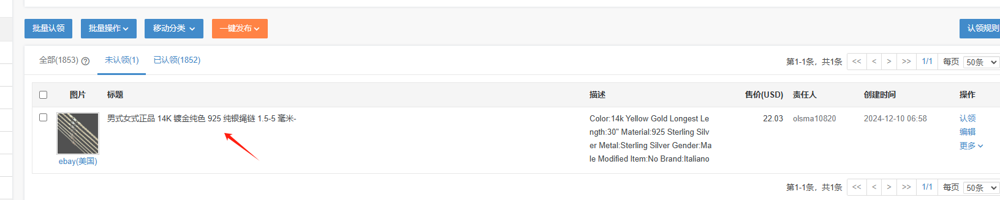 批量认领 批量操作 移动分类 一键发布 认领规则
全部(1853) 未认领(1) 已认领(1852) 第1-1条，共1条 << < > >> 1/1 每页 50条
图片 标题 描述 售价(USD) 责任人 创建时间 操作
男式女式正品 14K 镀金纯色 925 纯银绳链 1.5-5 毫米-
ebay(美国)
Color:14k Yellow Gold Longest Le
ngth:30" Material:925 Sterling Silv
er Metal:Sterling Silver Gender:Ma
le Modified Item:No Brand:Italiano
22.03 olsma10820 2024-12-10 06:58
认领
编辑
更多
第1-1条，共1条 << < > >> 1/1 每页 50条